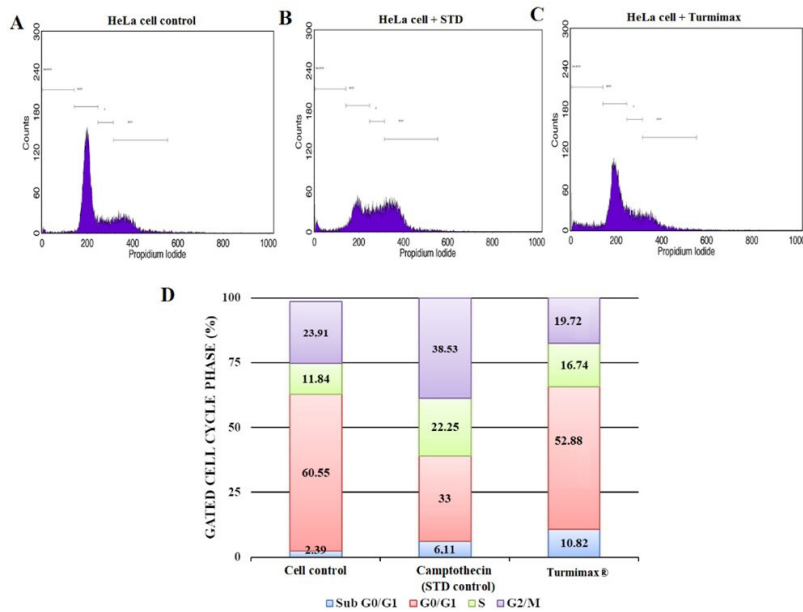 A
HeLa cell control
300
240
180
120
60
0
Counts
0 200 400 600 800 1000
Propidium Iodide
B
HeLa cell + STD
300
240
180
120
60
0
Counts
0 200 400 600 800 1000
Propidium Iodide
C
HeLa cell + Turmimax
300
240
180
120
60
0
Counts
0 200 400 600 800 1000
Propidium Iodide
D
GATED CELL CYCLE PHASE (%)
100
75
50
25
0
23.91
11.84
60.55
2.39
38.53
22.25
33
6.11
19.72
16.74
52.88
10.82
Cell control
Camptothecin
(STD control)
Turmimax®
Sub G0/G1 G0/G1 S G2/M